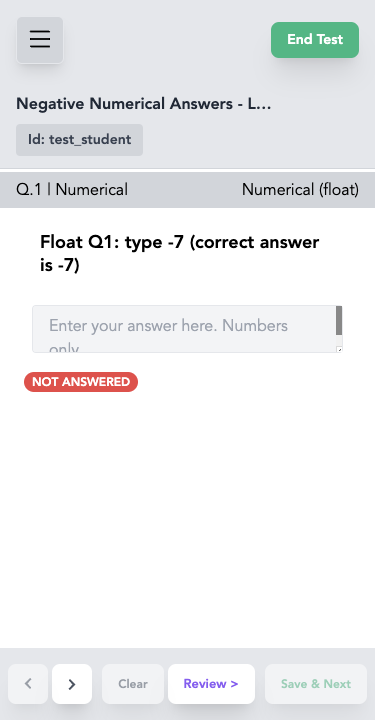 End Test
Negative Numerical Answers - L...
Id: test_student
Q.1 | Numerical
Numerical (float)
Float Q1: type -7 (correct answer
is -7)
Enter your answer here. Numbers
only
NOT ANSWERED
Clear
Review >
Save & Next